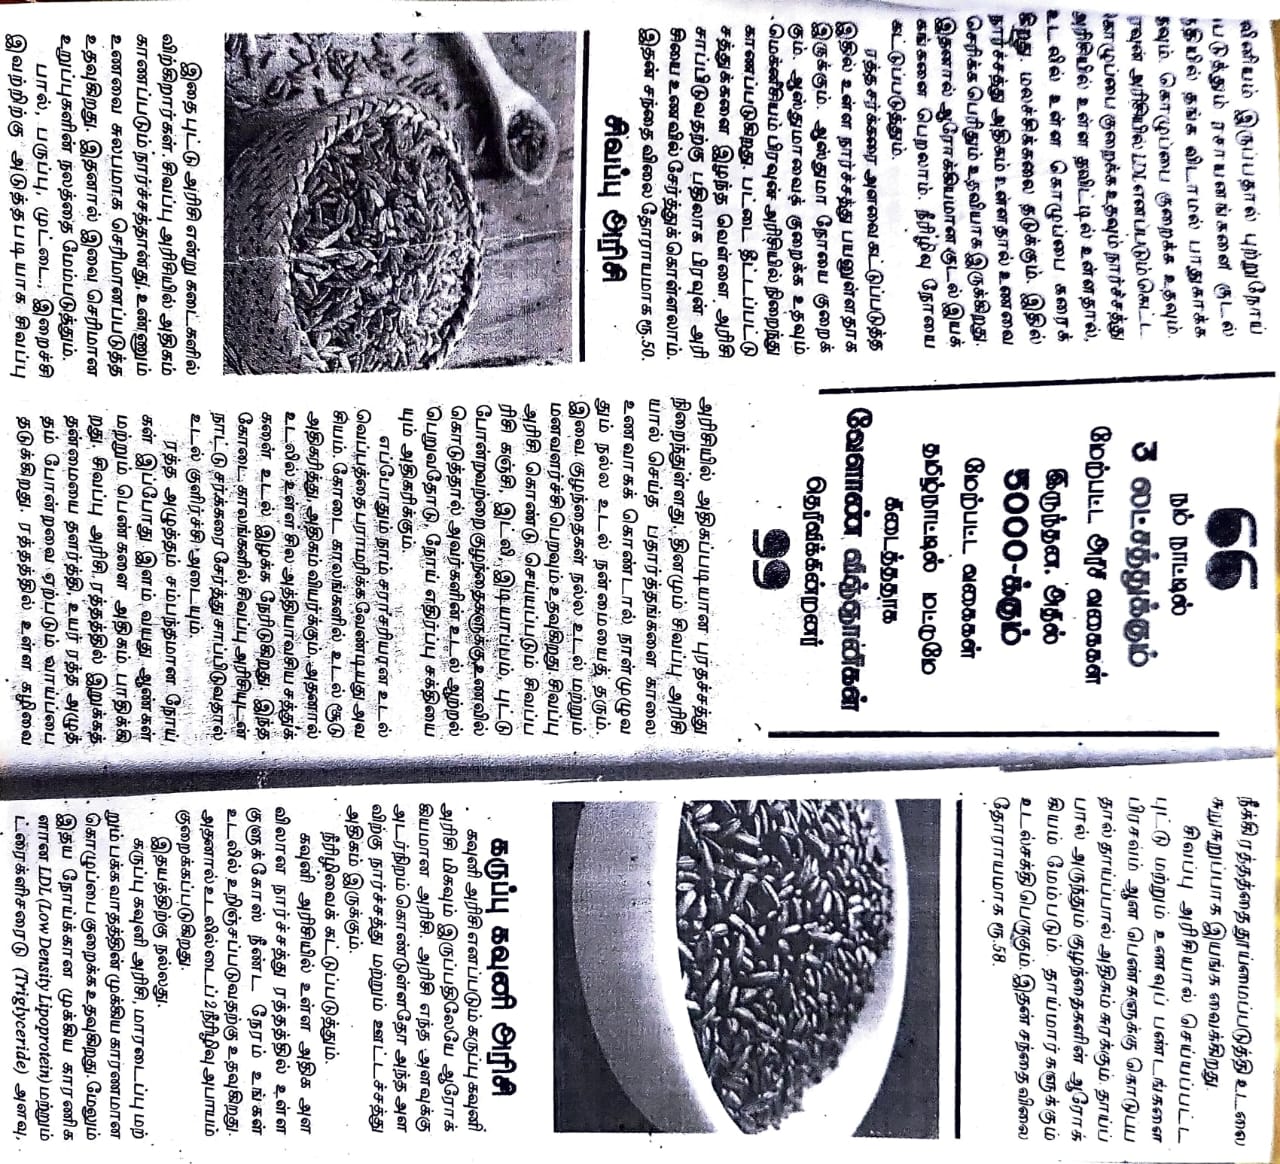 வினியம் இருப்பதால் புற்றுநோய்
படுத்தும் ரசாயனங்களை குடல்
தியில் தங்க விடாமல் பாதுகாக்க
தவும். கொழுப்பை குறைக்க உதவும்.
ரவுன் அரிசியில் LDL எனப்படும் கெட்ட
கொழுப்பை குறைக்க உதவும் நார்ச்சத்து
அரிசியில் உள்ள தவிட்டில் உள்ளதால்,
உடலில் உள்ள கொழுப்பை கரைக்
கிறது. மலச்சிக்கலை தடுக்கும். இதில்
நார்ச்சத்து அதிகம் உள்ளதால் உணவை
செரிக்க பெரிதும் உதவியாக இருக்கிறது.
இதனால் ஆரோக்கியமான குடல் இயக்
கங்களை பெறலாம். நீரிழிவு நோயை
கட்டுப்படுத்தும்.
ரத்த சர்க்கரை அளவை கட்டுப்படுத்த
இதில் உள்ள நார்ச்சத்து பயனுள்ளதாக
இருக்கும். ஆஸ்துமா நோயை குறைக்
கும். ஆஸ்துமாவைத் குறைக்க உதவும்
மெக்னீசியம் பிரவுன் அரிசியில் நிறைந்து
காணப்படுகிறது. பட்டை தீட்டப்பட்டு
சத்துக்களை இழந்த வெள்ளை அரிசி
சாப்பிடுவதற்கு பதிலாக பிரவுன் அரி
சியை உணவில் சேர்த்துக் கொள்ளலாம்.
இதன் சந்தை விலை தோராயமாக ரூ.50.
சிவப்பு அரிசி
இதை புட்டு அரிசி என்று கடைகளில்
விற்கிறார்கள். சிவப்பு அரிசியில் அதிகம்
காணப்படும் நார்ச்சத்தானது, உண்ணும்
உணவை சுலபமாக செரிமானப்படுத்த
உதவுகிறது. இதனால் இவை செரிமான
உறுப்புகளின் நலத்தை மேம்படுத்தும்.
பால், பருப்பு, முட்டை, இறைச்சி
இவற்றிற்கு அடுத்தபடியாக சிவப்பு
❝
நம் நாட்டில்
3 லட்சத்துக்கும்
மேற்பட்ட அரிசி வகைகள்
இருந்தன. அதில்
5000-க்கும்
மேற்பட்ட வகைகள்
தமிழ்நாட்டில் மட்டுமே
கிடைத்ததாக
வேளாண் விஞ்ஞானிகள்
தெரிவிக்கின்றனர்
❞
அரிசியில் அதிகப்படியான புரதச்சத்து
நிறைந்துள்ளது. தினமும் சிவப்பு அரிசி
யால் செய்த பதார்த்தங்களை காலை
உணவாகக் கொண்டால் நாள்முழுவ
தும் நல்ல உடல் நன்மையைத் தரும்.
இவை குழந்தைகள் நல்ல உடல் மற்றும்
மனவளர்ச்சி பெறவும் உதவுகிறது. சிவப்பு
அரிசி கொண்டு செய்யப்படும் சிவப்ப
ரிசி கஞ்சி, இட்லி, இடியாப்பம், புட்டு
போன்றவற்றை குழந்தைகளுக்கு உணவில்
கொடுத்தால் அவர்களின் உடல் ஆற்றல்
பெறுவதோடு, நோய் எதிர்ப்பு சக்தியை
யும் அதிகரிக்கும்.
எப்போதும் நாம் சராசரியான உடல்
வெப்பத்தை பராமரிக்க வேண்டியது அவ
சியம். கோடை காலங்களில் உடல் சூடு
அதிகரித்து, அதிகம் வியர்க்கும், அதனால்
உடலில் உள்ள சில அத்தியாவசிய சத்துக்
களை உடல் இழக்க நேரிடுகிறது. இந்த
கோடை காலங்களில் சிவப்பு அரிசியுடன்
நாட்டு சர்க்கரை சேர்த்து சாப்பிடுவதால்
உடல் குளிர்ச்சி அடையும்.
ரத்த அழுத்தம் சம்பந்தமான நோய்
கள் இப்போது இளம் வயது ஆண்கள்
மற்றும் பெண்களை அதிகம் பாதிக்கி
றது. சிவப்பு அரிசி, ரத்தத்தில் இறுக்கத்
தன்மையை தளர்த்தி, உயர் ரத்த அழுத்
தம் போன்றவை ஏற்படும் வாய்ப்பை
தடுக்கிறது. ரத்தத்தில் உள்ள கழிவை
நீக்கி ரத்தத்தை தூய்மைப்படுத்தி உடலை
சுறுசுறுப்பாக இயங்க வைக்கிறது.
சிவப்பு அரிசியால் செய்யப்பட்ட
புட்டு மற்றும் உணவுப் பண்டங்களை
பிரசவம் ஆன பெண்களுக்கு கொடுப்ப
தால் தாய்ப்பால் அதிகம் சுரக்கும். தாய்ப்
பால் அருந்தும் குழந்தைகளின் ஆரோக்
கியம் மேம்படும். தாய்மார்களுக்கும்
உடல்சக்தி பெருகும். இதன் சந்தை விலை
தோராயமாக ரூ.58.
கருப்பு கவுனி அரிசி
கவுனி அரிசி எனப்படும் கருப்பு கவுனி
அரிசி மிகவும் இருப்பதிலேயே ஆரோக்
கியமான அரிசி. அரிசி எந்த அளவுக்கு
அடர்நிறம் கொண்டுள்ளதோ அந்த அள
விற்கு நார்ச்சத்து மற்றும் ஊட்டச்சத்து
அதிகம் இருக்கும்.
நீரிழிவைக் கட்டுப்படுத்தும்.
கவுனி அரிசியில் உள்ள அதிக அள
விலான நார்ச்சத்து ரத்தத்தில் உள்ள
குளுக்கோஸ் நீண்ட நேரம் உங்கள்
உடலில் உறிஞ்சப்படுவதற்கு உதவுகிறது.
அதனால் உடலில் டைப் 2 நீரிழிவு அபாயம்
குறைக்கப்படுகிறது.
இதயத்திற்கு நல்லது.
கருப்பு கவுனி அரிசி, மாரடைப்பு மற்
றும் பக்கவாதத்தின் முக்கிய காரணமான
கொழுப்பை குறைக்க உதவுகிறது. மேலும்
இதய நோய்க்கான முக்கிய காரணிக
ளான LDL (Low Density Lipoprotein) மற்றும்
ட்ரைக்ளிசரைடு (Triglyceride) அளவு,